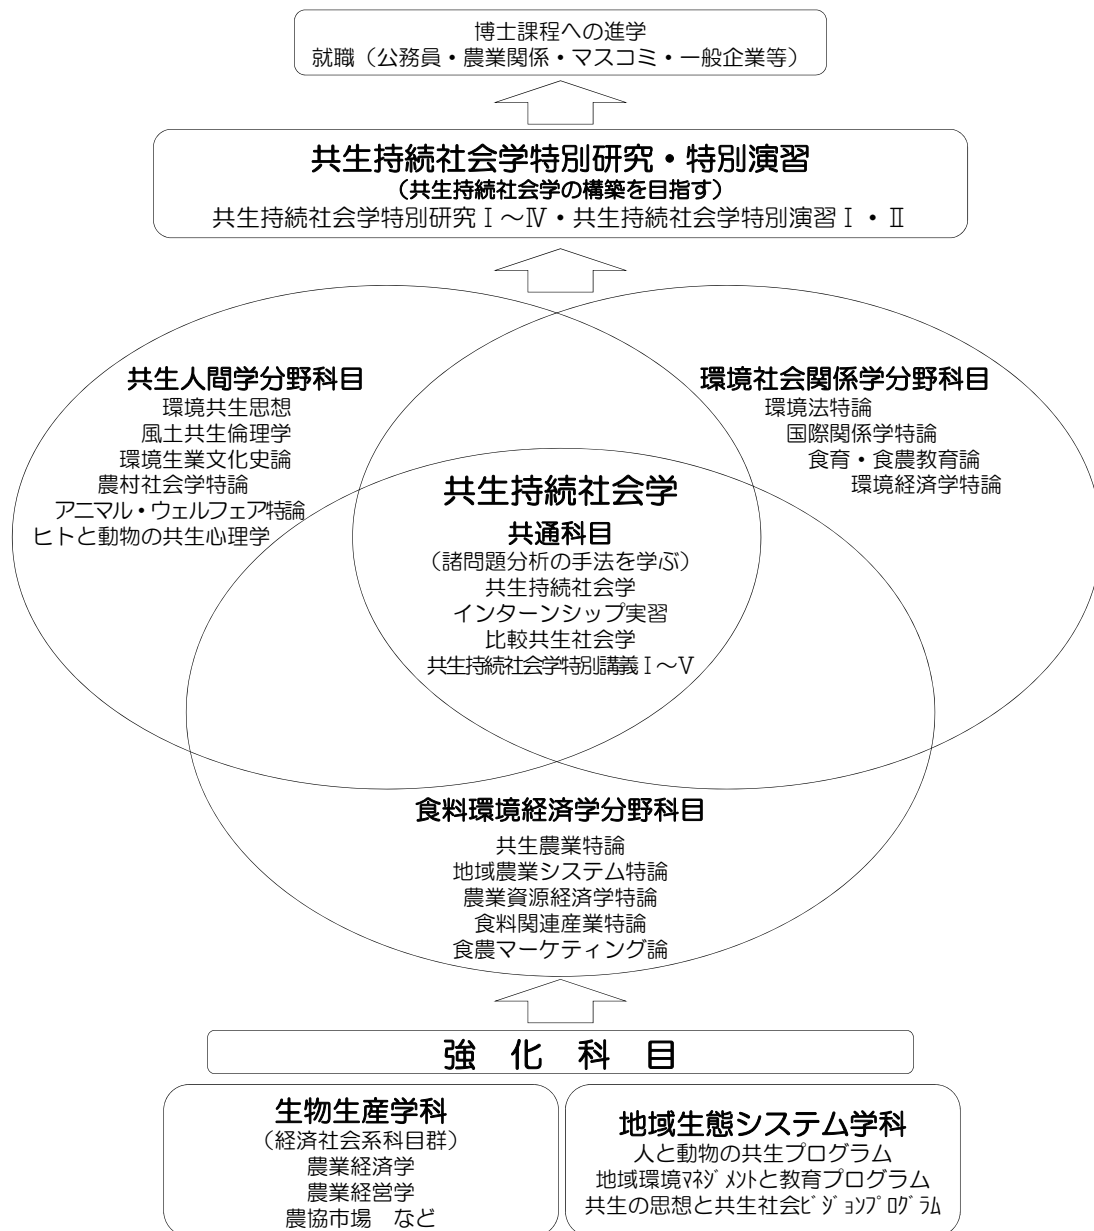 博士課程への進学
就職（公務員・農業関係・マスコミ・一般企業等）
共生持続社会学特別研究・特別演習
（共生持続社会学の構築を目指す）
共生持続社会学特別研究Ⅰ～Ⅳ・共生持続社会学特別演習Ⅰ・Ⅱ
共生人間学分野科目
環境共生思想
風土共生倫理学
環境生業文化史論
農村社会学特論
アニマル・ウェルフェア特論
ヒトと動物の共生心理学
環境社会関係学分野科目
環境法特論
国際関係学特論
食育・食農教育論
環境経済学特論
共生持続社会学
共通科目
（諸問題分析の手法を学ぶ）
共生持続社会学
インターンシップ実習
比較共生社会学
共生持続社会学特別講義Ⅰ～Ⅴ
食料環境経済学分野科目
共生農業特論
地域農業システム特論
農業資源経済学特論
食料関連産業特論
食農マーケティング論
強　化　科　目
生物生産学科
（経済社会系科目群）
農業経済学
農業経営学
農協市場　など
地域生態システム学科
人と動物の共生プログラム
地域環境ﾏﾈｼﾞﾒﾝﾄと教育プログラム
共生の思想と共生社会ﾋﾞｼﾞｮﾝﾌﾟﾛｸﾞﾗﾑ